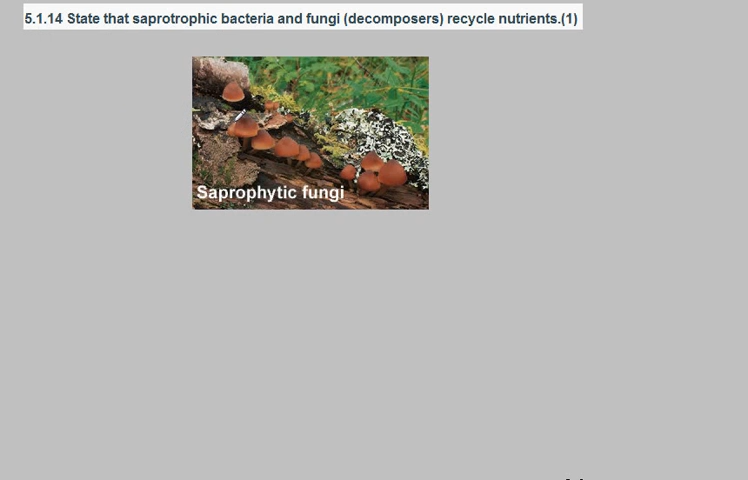 5.1.14 State that saprotrophic bacteria and fungi (decomposers) recycle nutrients.(1)
Saprophytic fungi